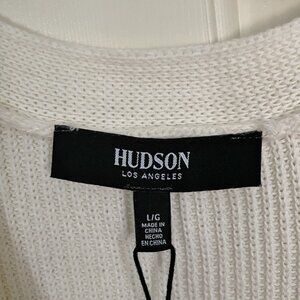 HUDSON
LOS ANGELES
L/G
MADE IN
CHINA
HECHO
EN CHINA